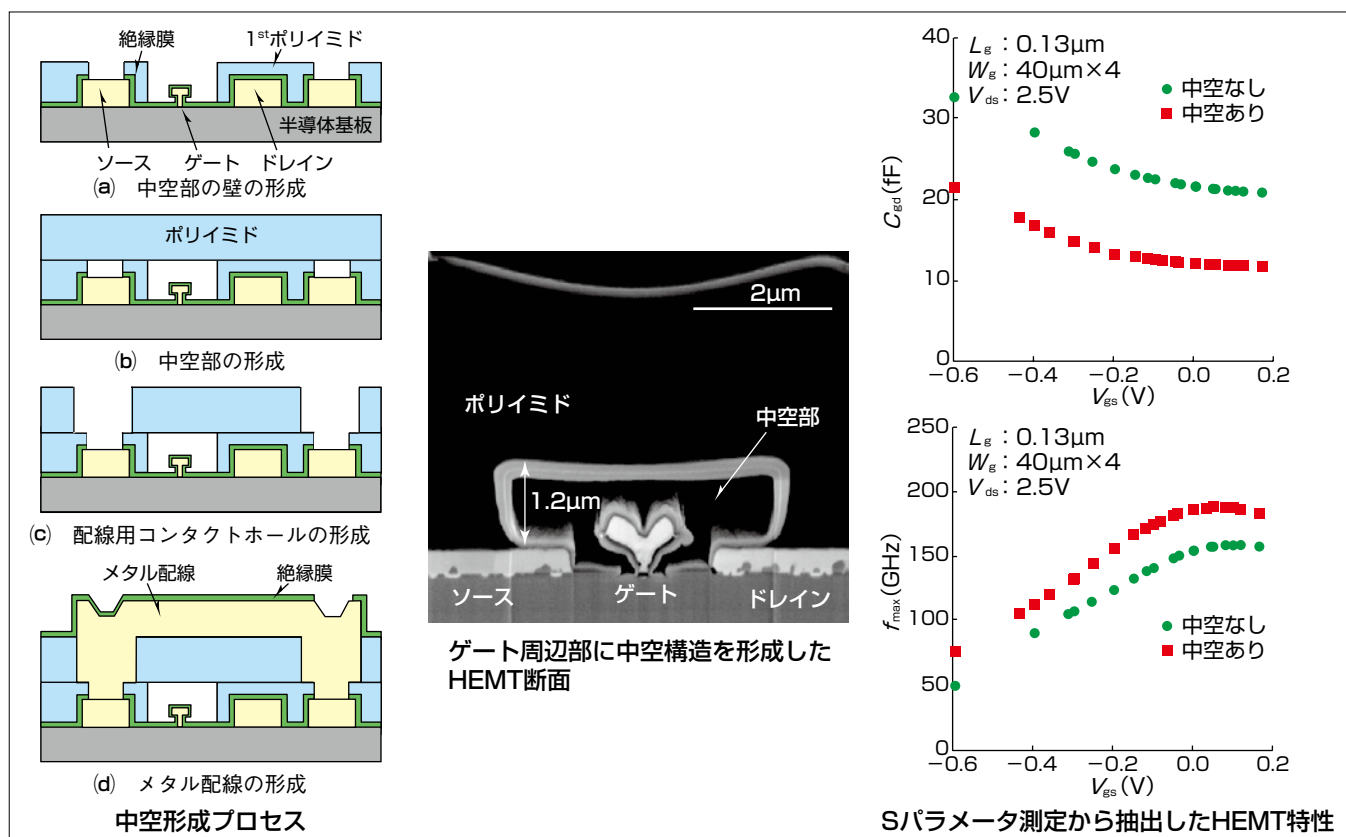 絶縁膜
1stポリイミド
半導体基板
ソース
ゲート
ドレイン
(a) 中空部の壁の形成
ポリイミド
(b) 中空部の形成
(c) 配線用コンタクトホールの形成
メタル配線
絶縁膜
(d) メタル配線の形成
中空形成プロセス
2μm
ポリイミド
中空部
1.2μm
ソース
ゲート
ドレイン
ゲート周辺部に中空構造を形成した
HEMT断面
40
30
20
10
0
Cgd(fF)
Lg：0.13μm
Wg：40μm×4
Vds：2.5V
中空なし
中空あり
−0.6
−0.4
−0.2
0.0
0.2
Vgs(V)
250
200
150
100
50
0
fmax(GHz)
Lg：0.13μm
Wg：40μm×4
Vds：2.5V
中空なし
中空あり
−0.6
−0.4
−0.2
0.0
0.2
Vgs(V)
Sパラメータ測定から抽出したHEMT特性